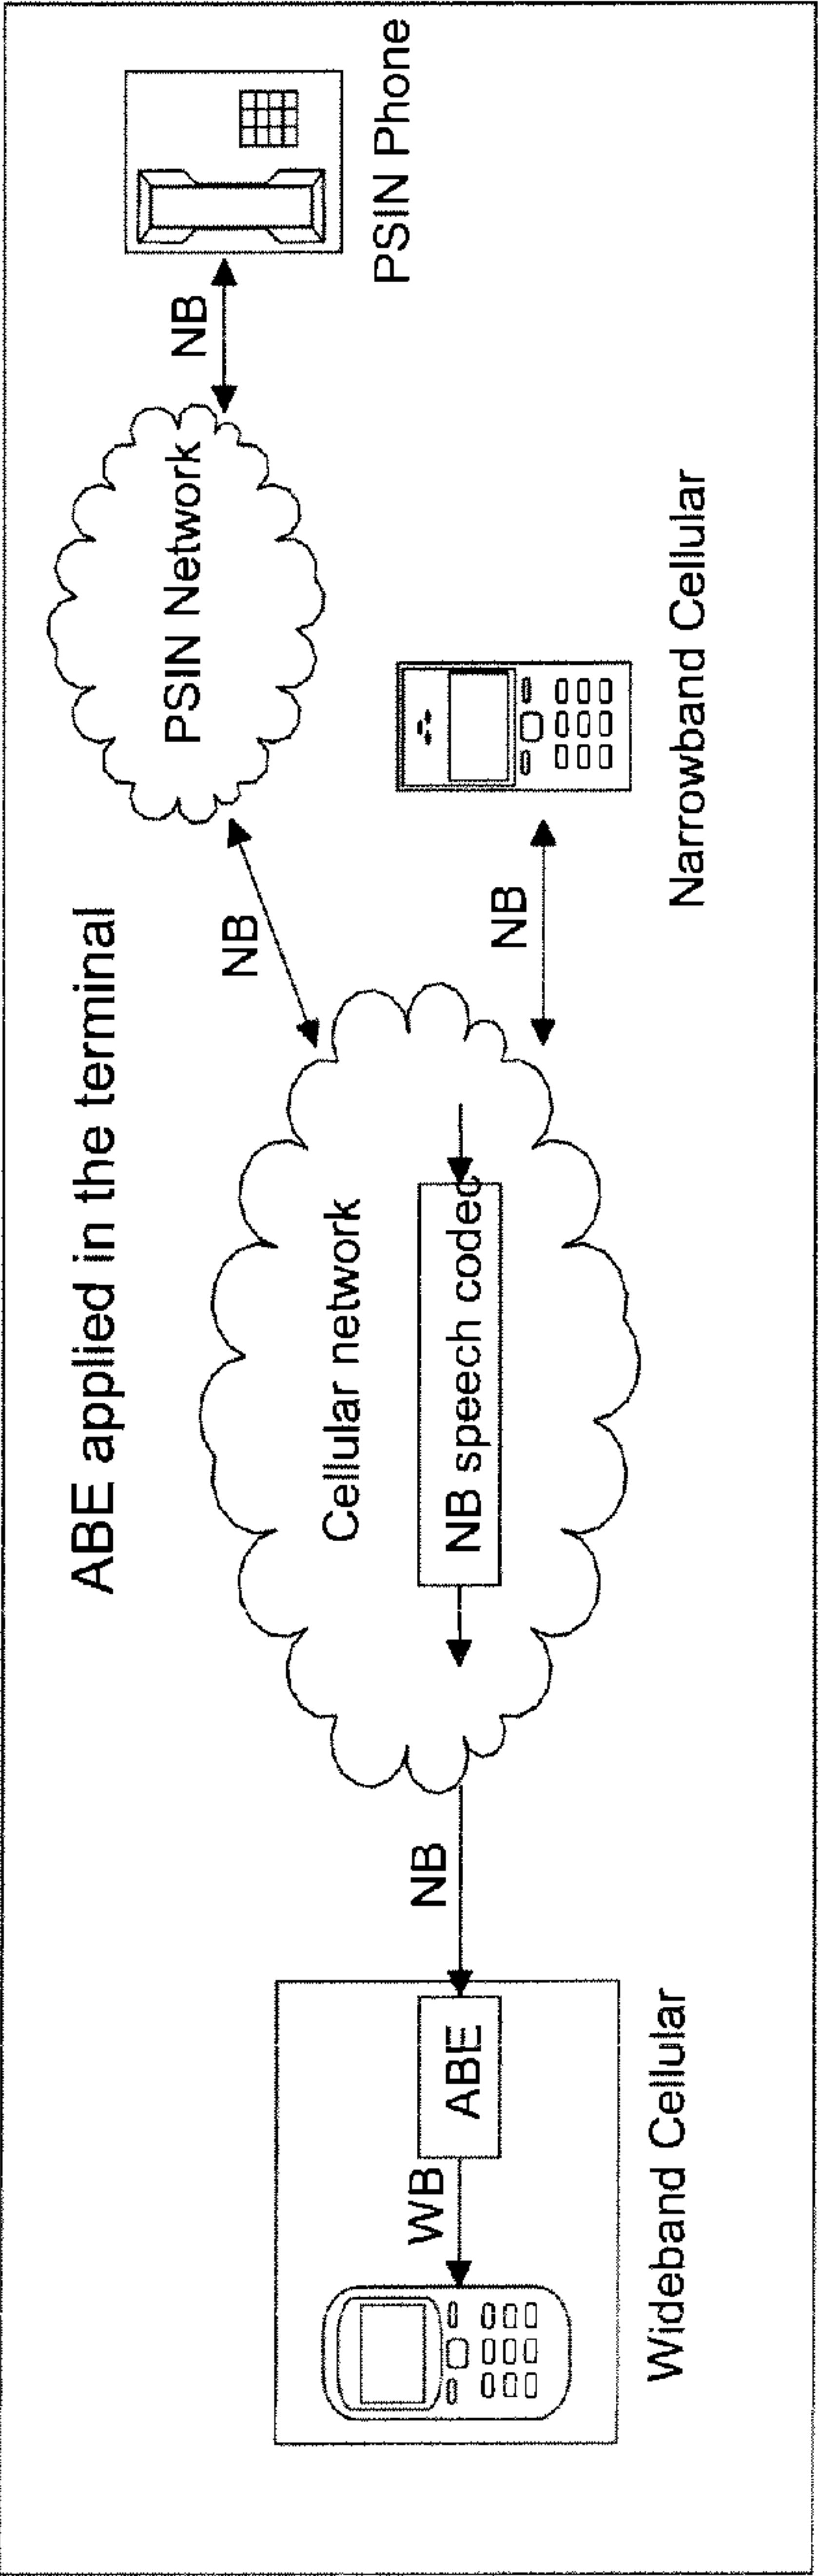 ABE applied in the terminal
PSIN Network
NB
PSIN Phone
NB
Cellular network
NB speech codec
NB
Narrowband Cellular
NB
ABE
WB
Wideband Cellular